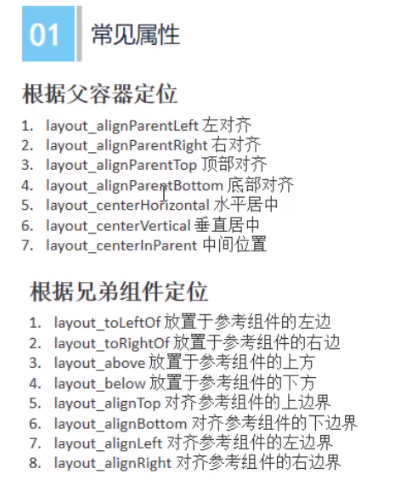 01 常见属性
根据父容器定位
1. layout_alignParentLeft 左对齐
2. layout_alignParentRight 右对齐
3. layout_alignParentTop 顶部对齐
4. layout_alignParentBottom 底部对齐
5. layout_centerHorizontal 水平居中
6. layout_centerVertical 垂直居中
7. layout_centerInParent 中间位置
根据兄弟组件定位
1. layout_toLeftOf 放置于参考组件的左边
2. layout_toRightOf 放置于参考组件的右边
3. layout_above 放置于参考组件的上方
4. layout_below 放置于参考组件的下方
5. layout_alignTop 对齐参考组件的上边界
6. layout_alignBottom 对齐参考组件的下边界
7. layout_alignLeft 对齐参考组件的左边界
8. layout_alignRight 对齐参考组件的右边界